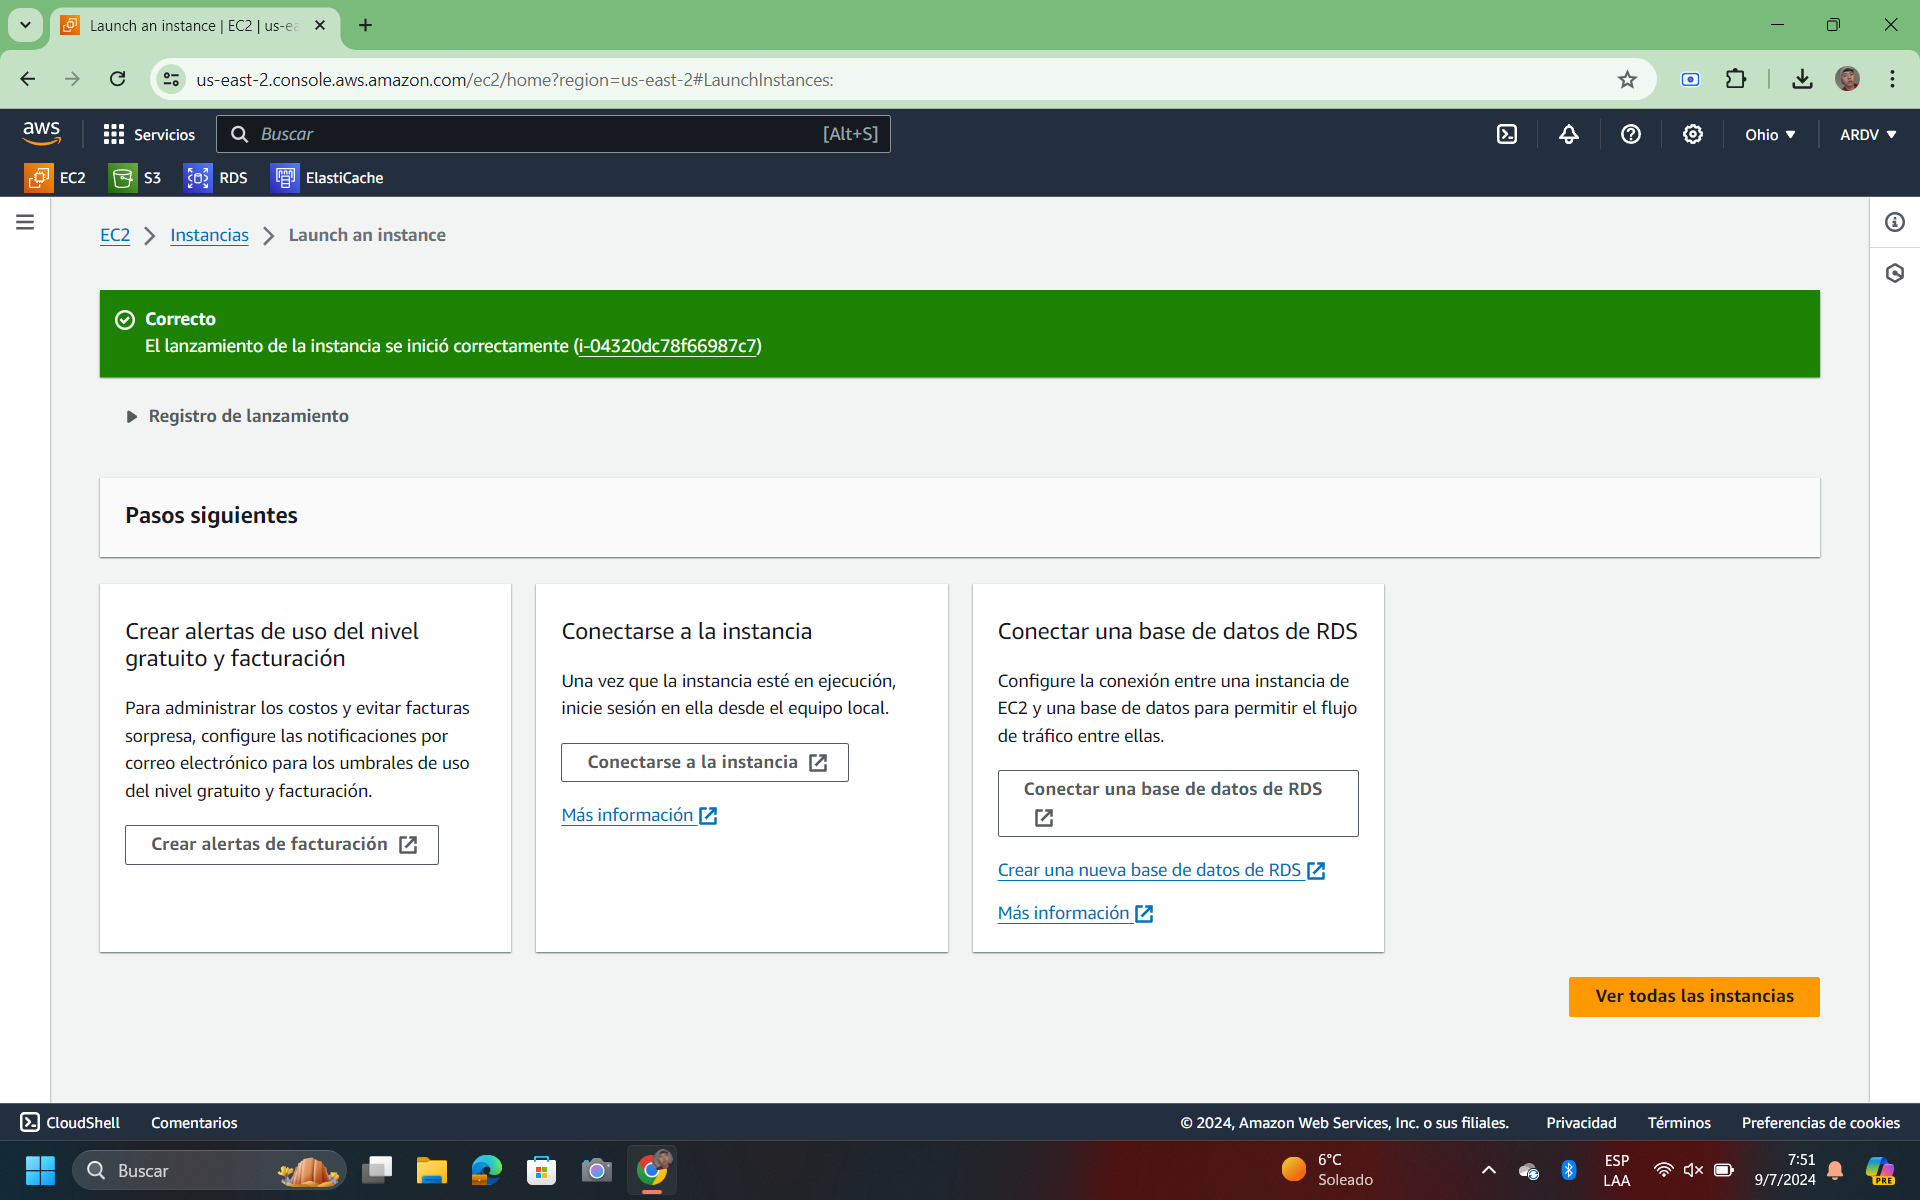 Launch an instance | EC2 | us-ea
us-east-2.console.aws.amazon.com/ec2/home?region=us-east-2#LaunchInstances:
aws
Servicios
Buscar
[Alt+S]
Ohio
ARDV
EC2
S3
RDS
ElastiCache
EC2
Instancias
Launch an instance
Correcto
El lanzamiento de la instancia se inició correctamente (i-04320dc78f66987c7)
Registro de lanzamiento
Pasos siguientes
Crear alertas de uso del nivel
gratuito y facturación
Para administrar los costos y evitar facturas
sorpresa, configure las notificaciones por
correo electrónico para los umbrales de uso
del nivel gratuito y facturación.
Crear alertas de facturación
Conectarse a la instancia
Una vez que la instancia esté en ejecución,
inicie sesión en ella desde el equipo local.
Conectarse a la instancia
Más información
Conectar una base de datos de RDS
Configure la conexión entre una instancia de
EC2 y una base de datos para permitir el flujo
de tráfico entre ellas.
Conectar una base de datos de RDS
Crear una nueva base de datos de RDS
Más información
Ver todas las instancias
CloudShell
Comentarios
© 2024, Amazon Web Services, Inc. o sus filiales.
Privacidad
Términos
Preferencias de cookies
Buscar
6°C
Soleado
ESP
LAA
7:51
9/7/2024
PRE